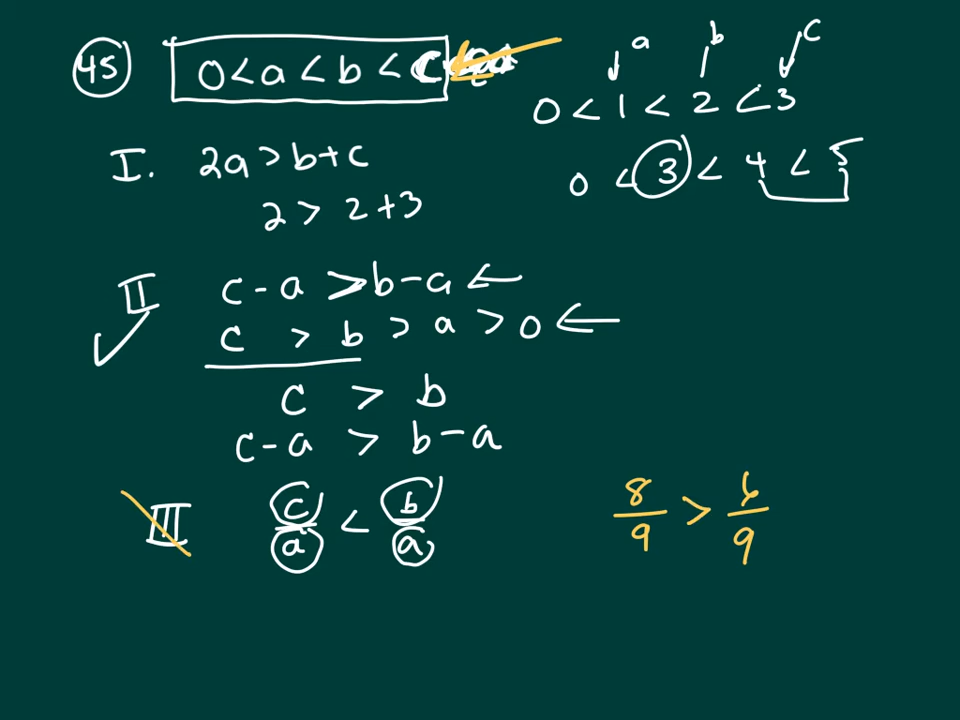 45 0 < a < b < c
a b c
0 < 1 < 2 < 3
0 < 3 < 4 < 5
I. 2a > b + c
2 > 2 + 3
II c - a > b - a ←
c > b > a > 0 ←
c > b
c - a > b - a
III c/a < b/a
8/9 > 6/9